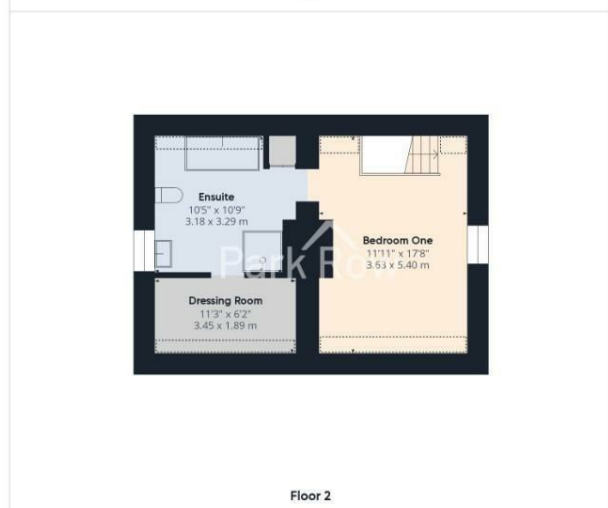 Ensuite
10'5" x 10'9"
3.18 x 3.29 m
Bedroom One
11'11" x 17'8"
3.63 x 5.40 m
Park Row
Dressing Room
11'3" x 6'2"
3.45 x 1.89 m
Floor 2